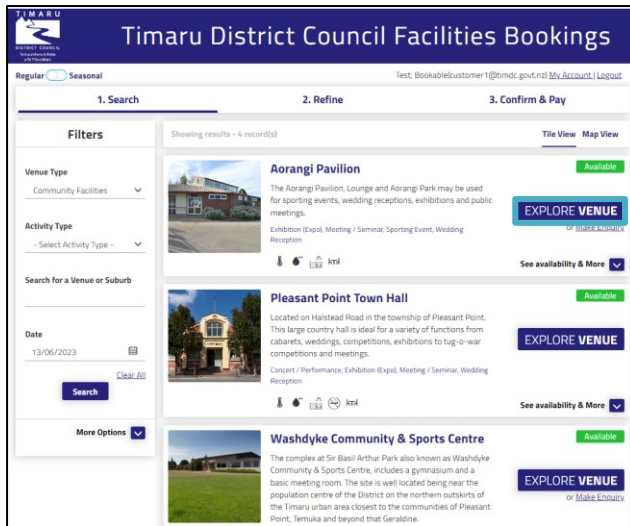 TIMARU
DISTRICT COUNCIL
Timaru District Council Facilities Bookings
Regular Seasonal
Test, Bookable(customer1@timdc.govt.nz) My Account | Logout
1. Search
2. Refine
3. Confirm & Pay
Filters
Venue Type
Community Facilities
Activity Type
- Select Activity Type -
Search for a Venue or Suburb
Date
13/06/2023
Clear All
Search
More Options
Showing results - 4 record(s)
Tile View Map View
Aorangi Pavilion
Available
The Aorangi Pavilion, Lounge and Aorangi Park may be used
for sporting events, wedding receptions, exhibitions and public
meetings.
Exhibition (Expo), Meeting / Seminar, Sporting Event, Wedding
Reception
EXPLORE VENUE
or Make Enquiry
See availability & More
Pleasant Point Town Hall
Available
Located on Halstead Road in the township of Pleasant Point.
This large country hall is ideal for a variety of functions from
cabarets, weddings, competitions, exhibitions to tug-o-war
competitions and meetings.
Concert / Performance, Exhibition (Expo), Meeting / Seminar, Wedding
Reception
EXPLORE VENUE
See availability & More
Washdyke Community & Sports Centre
Available
The complex at Sir Basil Arthur Park also known as Washdyke
Community & Sports Centre, includes a gymnasium and a
basic meeting room. The site is well located being near the
population centre of the District on the northern outskirts of
the Timaru urban area closest to the communities of Pleasant
Point, Temuka and beyond that Geraldine.
EXPLORE VENUE
or Make Enquiry